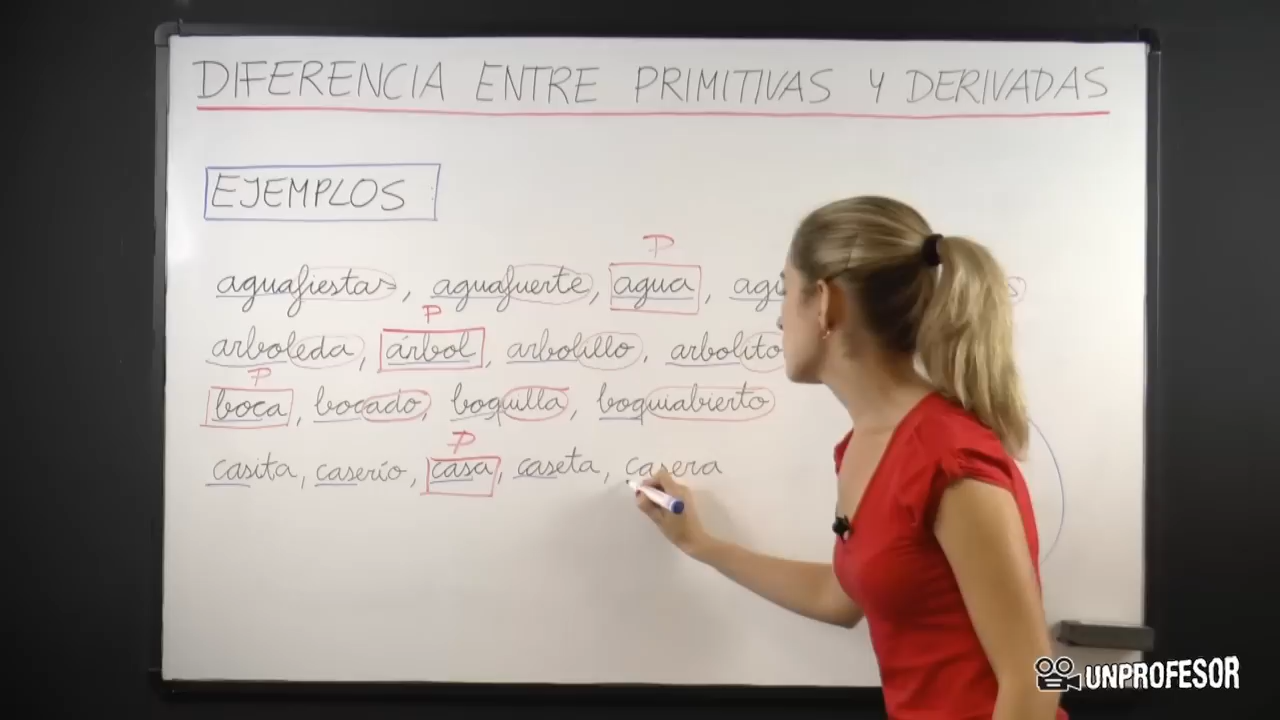 DIFERENCIA ENTRE PRIMITIVAS Y DERIVADAS
EJEMPLOS
P
aguafiestas, aguafuerte, agua,
P
arboleda, árbol, arbolillo, arbolito
P
boca, bocado, boquilla, boquiabierto
P
casita, caserío, casa, caseta, casera
UNPROFESOR